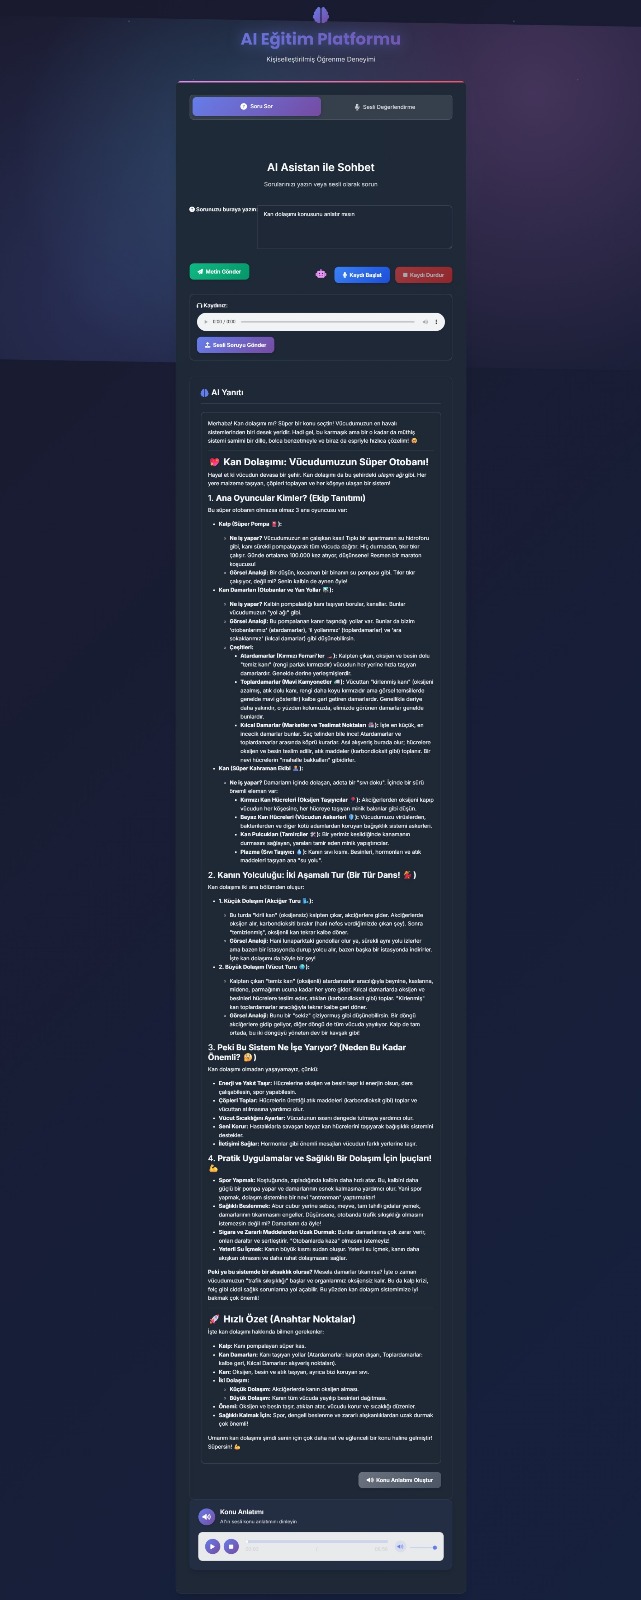 AI Eğitim Platformu
Kişiselleştirilmiş Öğrenme Deneyimi
Soru Sor
Sesli Değerlendirme
AI Asistan ile Sohbet
Sorularınızı yazın veya sesli olarak sorun
Sorunuzu buraya yazın:
Kan dolaşımı konusunu anlatır mısın
Metin Gönder
Kaydı Başlat
Kaydı Durdur
Kaydınız:
0:00 / 0:00
Sesli Soruyu Gönder
AI Yanıtı
Merhaba! Kan dolaşımı mı? Süper bir konu seçtin! Vücudumuzun en havalı
sistemlerinden biri desek yeridir. Hadi gel, bu karmaşık ama bir o kadar da müthiş
sistemi samimi bir dille, bolca benzetmeyle ve biraz da espriyle hızlıca çözelim! 🤓
💖 Kan Dolaşımı: Vücudumuzun Süper Otobanı!
Hayal et ki vücudun devasa bir şehir. Kan dolaşımı da bu şehirdeki ulaşım ağı gibi. Her
yere malzeme taşıyan, çöpleri toplayan ve her köşeye ulaşan bir sistem!
1. Ana Oyuncular Kimler? (Ekip Tanıtımı)
Bu süper otobanın olmazsa olmaz 3 ana oyuncusu var:
• Kalp (Süper Pompa ⛽):
◦ Ne iş yapar? Vücudumuzun en çalışkan kası! Tıpkı bir apartmanın su hidroforu
gibi, kanı sürekli pompalayarak tüm vücuda dağıtır. Hiç durmadan, tıkır tıkır
çalışır. Günde ortalama 100.000 kez atıyor, düşünsene! Resmen bir maraton
koşucusu!
◦ Görsel Analoji: Bir düşün, kocaman bir binanın su pompası gibi. Tıkır tıkır
çalışıyor, değil mi? Senin kalbin de aynen öyle!
• Kan Damarları (Otobanlar ve Yan Yollar 🛣️):
◦ Ne iş yapar? Kalbin pompaladığı kanı taşıyan borular, kanallar. Bunlar
vücudumuzun "yol ağı" gibi.
◦ Görsel Analoji: Bu pompalanan kanın taşındığı yollar var. Bunlar da bizim
'otobanlarımız' (atardamarlar), 'il yollarımız' (toplardamarlar) ve 'ara
sokaklarımız' (kılcal damarlar) gibi düşünebilirsin.
◦ Çeşitleri:
▪ Atardamarlar (Kırmızı Ferrari'ler 🏎️): Kalpten çıkan, oksijen ve besin dolu
"temiz kanı" (rengi parlak kırmızıdır) vücudun her yerine hızla taşıyan
damarlardır. Genelde derine yerleşmişlerdir.
▪ Toplardamarlar (Mavi Kamyonetler 🚙): Vücuttan "kirlenmiş kanı" (oksijeni
azalmış, atık dolu kanı, rengi daha koyu kırmızıdır ama görsel temsillerde
genelde mavi gösterilir) kalbe geri getiren damarlardır. Genellikle deriye
daha yakındır, o yüzden kolumuzda, elimizde görünen damarlar genelde
bunlardır.
▪ Kılcal Damarlar (Marketler ve Teslimat Noktaları 🏪): İşte en küçük, en
incecik damarlar bunlar. Saç telinden bile ince! Atardamarlar ve
toplardamarlar arasında köprü kurarlar. Asıl alışveriş burada olur; hücrelere
oksijen ve besin teslim edilir, atık maddeler (karbondioksit gibi) toplanır. Bir
nevi hücrelerin "mahalle bakkalları" gibidirler.
• Kan (Süper Kahraman Ekibi):
◦ Ne iş yapar? Damarların içinde dolaşan, adeta bir "sıvı doku". İçinde bir sürü
önemli eleman var:
▪ Kırmızı Kan Hücreleri (Oksijen Taşıyıcılar 🎈): Akciğerlerden oksijeni kapıp
vücudun her köşesine, her hücreye taşıyan minik balonlar gibi düşün.
▪ Beyaz Kan Hücreleri (Vücudun Askerleri 🛡️): Vücudumuzu virüslerden,
bakterilerden ve diğer kötü adamlardan koruyan bağışıklık sistemi askerleri.
▪ Kan Pulcukları (Tamirciler 🛠️): Bir yerimiz kesildiğinde kanamanın
durmasını sağlayan, yaraları tamir eden minik yapıştırıcılar.
▪ Plazma (Sıvı Taşıyıcı 💧): Kanın sıvı kısmı. Besinleri, hormonları ve atık
maddeleri taşıyan ana "su yolu".
2. Kanın Yolculuğu: İki Aşamalı Tur (Bir Tür Dans! 💃)
Kan dolaşımı iki ana bölümden oluşur:
• 1. Küçük Dolaşım (Akciğer Turu 🌬️):
◦ Bu turda "kirli kan" (oksijensiz) kalpten çıkar, akciğerlere gider. Akciğerlerde
oksijen alır, karbondioksiti bırakır (hani nefes verdiğimizde çıkan şey). Sonra
"temizlenmiş", oksijenli kan tekrar kalbe döner.
◦ Görsel Analoji: Hani lunaparktaki gondollar olur ya, sürekli aynı yolu izlerler
ama bazen bir istasyonda durup yolcu alır, bazen başka bir istasyonda indirirler.
İşte kan dolaşımı da böyle bir şey!
• 2. Büyük Dolaşım (Vücut Turu 🌍):
◦ Kalpten çıkan "temiz kan" (oksijenli) atardamarlar aracılığıyla beynine, kaslarına,
midene, parmağının ucuna kadar her yere gider. Kılcal damarlarda oksijen ve
besinleri hücrelere teslim eder, atıkları (karbondioksit gibi) toplar. "Kirlenmiş"
kan toplardamarlar aracılığıyla tekrar kalbe geri döner.
◦ Görsel Analoji: Bunu bir "sekiz" çiziyormuş gibi düşünebilirsin. Bir döngü
akciğerlere gidip geliyor, diğer döngü de tüm vücuda yayılıyor. Kalp de tam
ortada, bu iki döngüyü yöneten dev bir kavşak gibi!
3. Peki Bu Sistem Ne İşe Yarıyor? (Neden Bu Kadar
Önemli? 🤔)
Kan dolaşımı olmadan yaşayamayız, çünkü:
• Enerji ve Yakıt Taşır: Hücrelerine oksijen ve besin taşır ki enerjin olsun, ders
çalışabilesin, spor yapabilesin.
• Çöpleri Toplar: Hücrelerin ürettiği atık maddeleri (karbondioksit gibi) toplar ve
vücuttan atılmasına yardımcı olur.
• Vücut Sıcaklığını Ayarlar: Vücudunun ısısını dengede tutmaya yardımcı olur.
• Seni Korur: Hastalıklarla savaşan beyaz kan hücrelerini taşıyarak bağışıklık sistemini
destekler.
• İletişimi Sağlar: Hormonlar gibi önemli mesajları vücudun farklı yerlerine taşır.
4. Pratik Uygulamalar ve Sağlıklı Bir Dolaşım İçin İpuçları!
💪
• Spor Yapmak: Koştuğunda, zıpladığında kalbin daha hızlı atar. Bu, kalbini daha
güçlü bir pompa yapar ve damarlarının esnek kalmasına yardımcı olur. Yani spor
yapmak, dolaşım sistemine bir nevi "antrenman" yaptırmaktır!
• Sağlıklı Beslenmek: Abur cubur yerine sebze, meyve, tam tahıllı gıdalar yemek,
damarlarının tıkanmasını engeller. Düşünsene, otobanda trafik sıkışıklığı olmasını
istemezsin değil mi? Damarların da öyle!
• Sigara ve Zararlı Maddelerden Uzak Durmak: Bunlar damarlarına çok zarar verir,
onları daraltır ve sertleştirir. "Otobanlarda kaza" olmasını istemeyiz!
• Yeterli Su İçmek: Kanın büyük kısmı sudan oluşur. Yeterli su içmek, kanın daha
akışkan olmasını ve daha rahat dolaşmasını sağlar.
Peki ya bu sistemde bir aksaklık olursa? Mesela damarlar tıkanırsa? İşte o zaman
vücudumuzun "trafik sıkışıklığı" başlar ve organlarımız oksijensiz kalır. Bu da kalp krizi,
felç gibi ciddi sağlık sorunlarına yol açabilir. Bu yüzden kan dolaşım sistemimize iyi
bakmak çok önemli!
🚀 Hızlı Özet (Anahtar Noktalar)
İşte kan dolaşımı hakkında bilmen gerekenler:
• Kalp: Kanı pompalayan süper kas.
• Kan Damarları: Kanı taşıyan yollar (Atardamarlar: kalpten dışarı, Toplardamarlar:
kalbe geri, Kılcal Damarlar: alışveriş noktaları).
• Kan: Oksijen, besin ve atık taşıyan, ayrıca bizi koruyan sıvı.
• İki Dolaşım:
◦ Küçük Dolaşım: Akciğerlerde kanın oksijen alması.
◦ Büyük Dolaşım: Kanın tüm vücuda yayılıp besinleri dağıtması.
• Önemi: Oksijen ve besin taşır, atıkları atar, vücudu korur ve sıcaklığı düzenler.
• Sağlıklı Kalmak İçin: Spor, dengeli beslenme ve zararlı alışkanlıklardan uzak durmak
çok önemli!
Umarım kan dolaşımı şimdi senin için çok daha net ve eğlenceli bir konu haline gelmiştir!
Süpersin! 💪
Konu Anlatımı Oluştur
Konu Anlatımı
AI'ın sesli konu anlatımını dinleyin